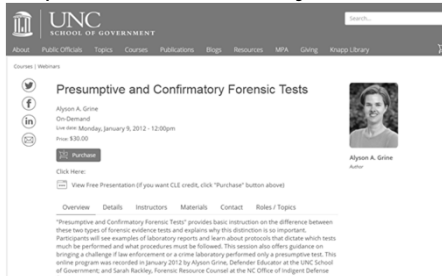 UNC
SCHOOL OF GOVERNMENT
Search...
About Public Officials Topics Courses Publications Blogs Resources MPA Giving Knapp Library
Courses | Webinars
Presumptive and Confirmatory Forensic Tests
Alyson A. Grine
On-Demand
Live date: Monday, January 9, 2012 - 12:00pm
Price: $30.00
Purchase
Click Here:
View Free Presentation (if you want CLE credit, click "Purchase" button above)
Alyson A. Grine
Author
Overview Details Instructors Materials Contact Roles / Topics
"Presumptive and Confirmatory Forensic Tests" provides basic instruction on the difference between
these two types of forensic evidence tests and explains why this distinction is so important.
Participants will see examples of laboratory reports and learn about protocols that dictate which tests
must be performed and what procedures must be followed. This session also offers guidance on
bringing a challenge if law enforcement or a crime laboratory performed only a presumptive test. This
online program was recorded in January 2012 by Alyson Grine, Defender Educator at the UNC School
of Government, and Sarah Rackley, Forensic Resource Counsel at the NC Office of Indigent Defense